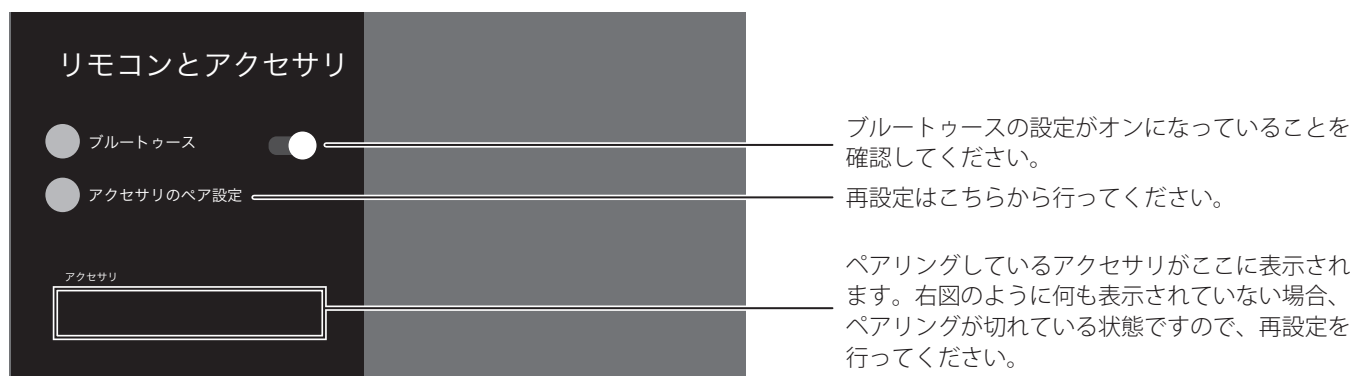 リモコンとアクセサリ
ブルートゥース
アクセサリのペア設定
アクセサリ
ブルートゥースの設定がオンになっていることを
確認してください。
再設定はこちらから行ってください。
ペアリングしているアクセサリがここに表示され
ます。右図のように何も表示されていない場合、
ペアリングが切れている状態ですので、再設定を
行ってください。